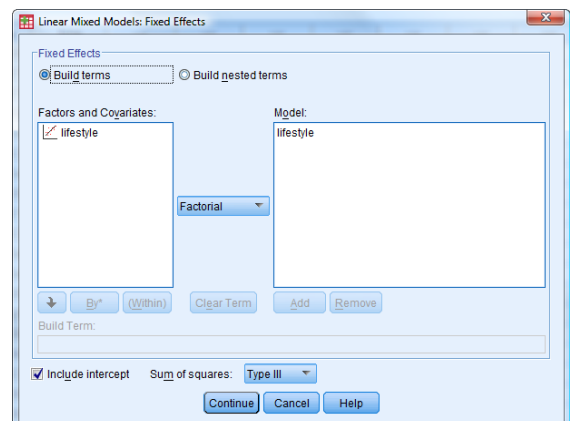 Linear Mixed Models: Fixed Effects
Fixed Effects
Build terms Build nested terms
Factors and Covariates: Model:
lifestyle lifestyle
Factorial
By* (Within) Clear Term Add Remove
Build Term:
Include intercept Sum of squares: Type III
Continue Cancel Help